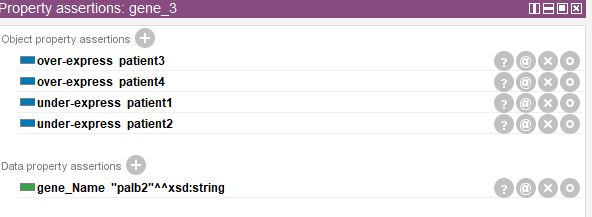 Property assertions: gene_3
Object property assertions
over-express patient3
? @ × o
over-express patient4
? @ × o
under-express patient1
? @ × o
under-express patient2
? @ × o
Data property assertions
gene_Name "palb2"^^xsd:string
? @ × o